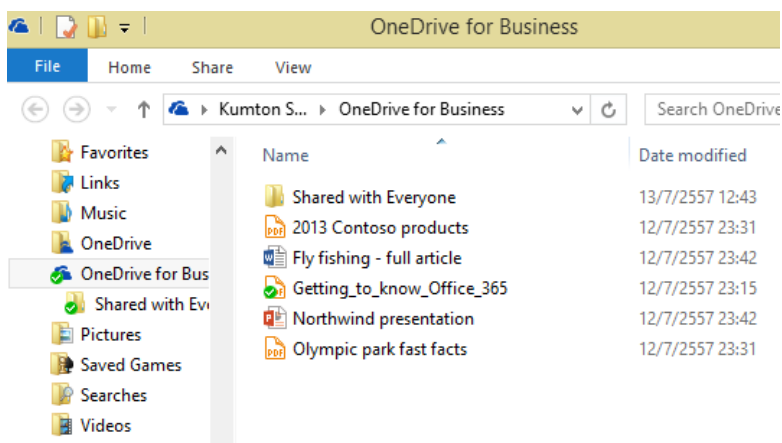 OneDrive for Business
File Home Share View
Kumton S... OneDrive for Business Search OneDrive
Favorites
Links
Music
OneDrive
OneDrive for Bus
Shared with Eve
Pictures
Saved Games
Searches
Videos
Name Date modified
Shared with Everyone 13/7/2557 12:43
2013 Contoso products 12/7/2557 23:31
Fly fishing - full article 12/7/2557 23:42
Getting_to_know_Office_365 12/7/2557 23:15
Northwind presentation 12/7/2557 23:42
Olympic park fast facts 12/7/2557 23:31